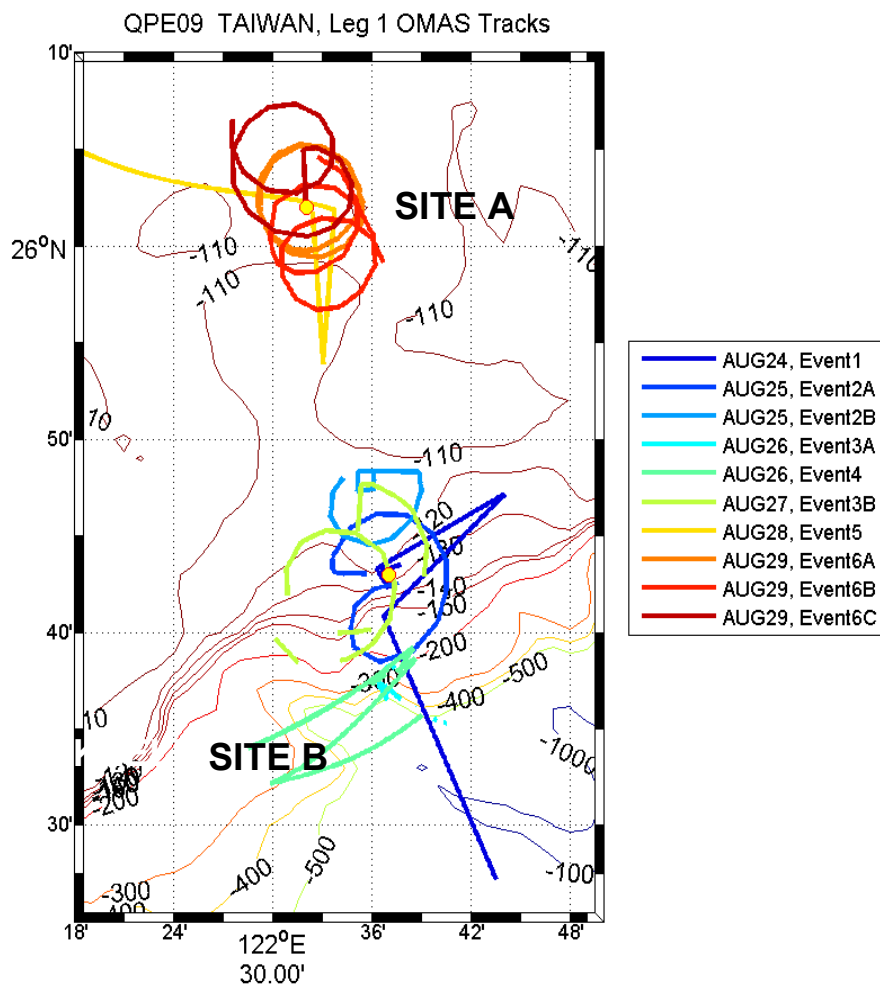 QPE09 TAIWAN, Leg 1 OMAS Tracks
10'
SITE A
26°N
-110
-110
-110
-110
10
50'
-110
-120
-140
-160
40'
-200
-300
-500
-400
10
SITE B
-1000
-200
30'
-500
-400
-100
-300
18'
24'
122°E
30.00'
36'
42'
48'
AUG24, Event1
AUG25, Event2A
AUG25, Event2B
AUG26, Event3A
AUG26, Event4
AUG27, Event3B
AUG28, Event5
AUG29, Event6A
AUG29, Event6B
AUG29, Event6C